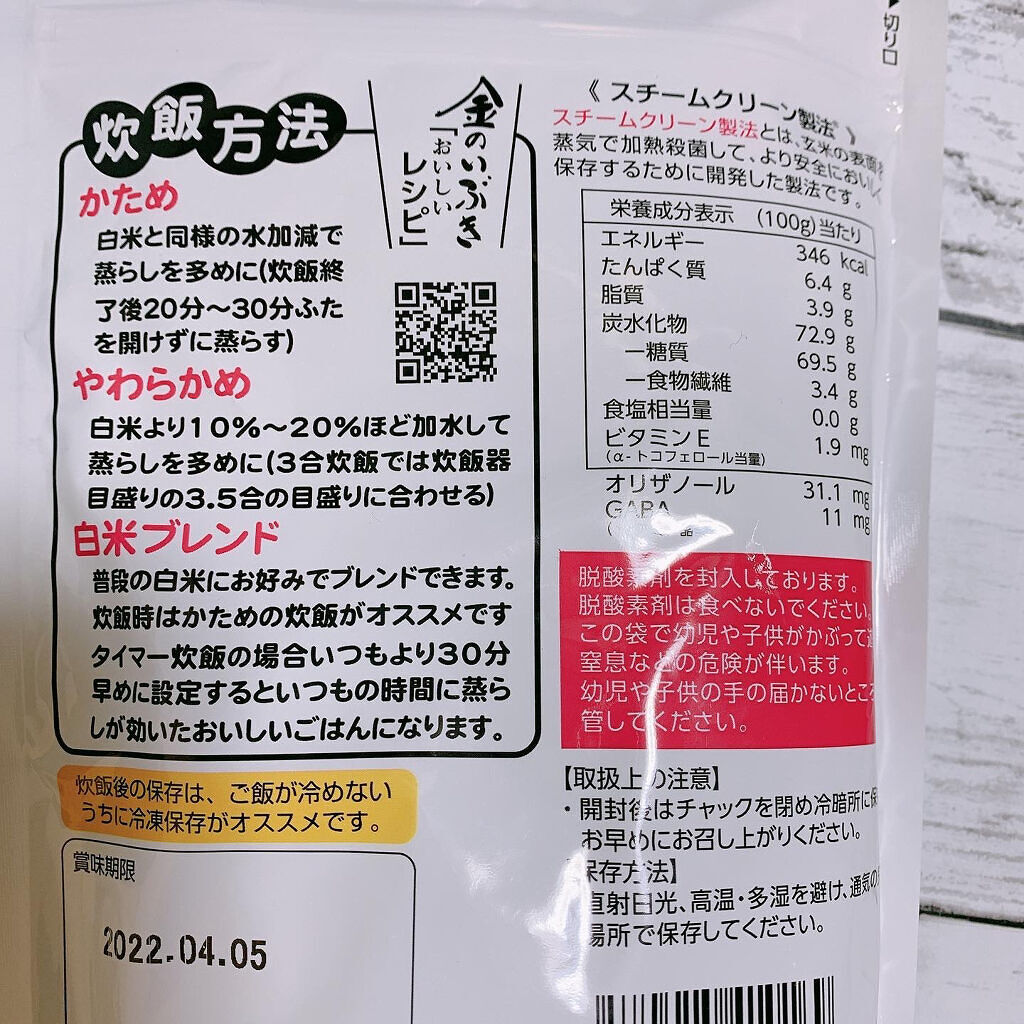 切り口
炊飯方法
金のいぶき
「おいしい
レシピ」
かため
白米と同様の水加減で
蒸らしを多めに(炊飯終
了後20分〜30分ふた
を開けずに蒸らす)
やわらかめ
白米より10%〜20%ほど加水して
蒸らしを多めに(3合炊飯では炊飯器
目盛りの3.5合の目盛りに合わせる)
白米ブレンド
普段の白米にお好みでブレンドできます。
炊飯時はかための炊飯がオススメです
タイマー炊飯の場合いつもより30分
早めに設定するといつもの時間に蒸ら
しが効いたおいしいごはんになります。
炊飯後の保存は、ご飯が冷めない
うちに冷凍保存がオススメです。
賞味期限
2022.04.05
《 スチームクリーン製法 》
スチームクリーン製法とは、玄米の表面を
蒸気で加熱殺菌して、より安全においしく
保存するために開発した製法です。
栄養成分表示 (100g)当たり
エネルギー 346 kcal
たんぱく質 6.4 g
脂質 3.9 g
炭水化物 72.9 g
ー糖質 69.5 g
ー食物繊維 3.4 g
食塩相当量 0.0 g
ビタミンE 1.9 mg
(α-トコフェロール当量)
オリザノール 31.1 mg
GABA 11 mg
品
脱酸素剤を封入しております。
脱酸素剤は食べないでください。
この袋で幼児や子供がかぶって
窒息などの危険が伴います。
幼児や子供の手の届かないところ
管してください。
【取扱上の注意】
・開封後はチャックを閉め冷暗所に保
お早めにお召し上がりください。
保存方法】
直射日光、高温・多湿を避け、通気の
場所で保存してください。